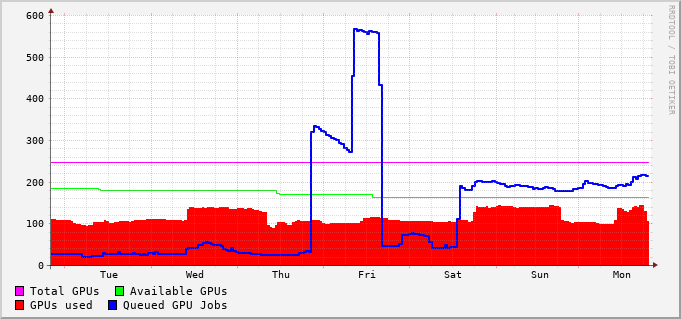 RRDTOOL / TOBI OETIKER
600
500
400
300
200
100
0
Tue Wed Thu Fri Sat Sun Mon
Total GPUs Available GPUs
GPUs used Queued GPU Jobs